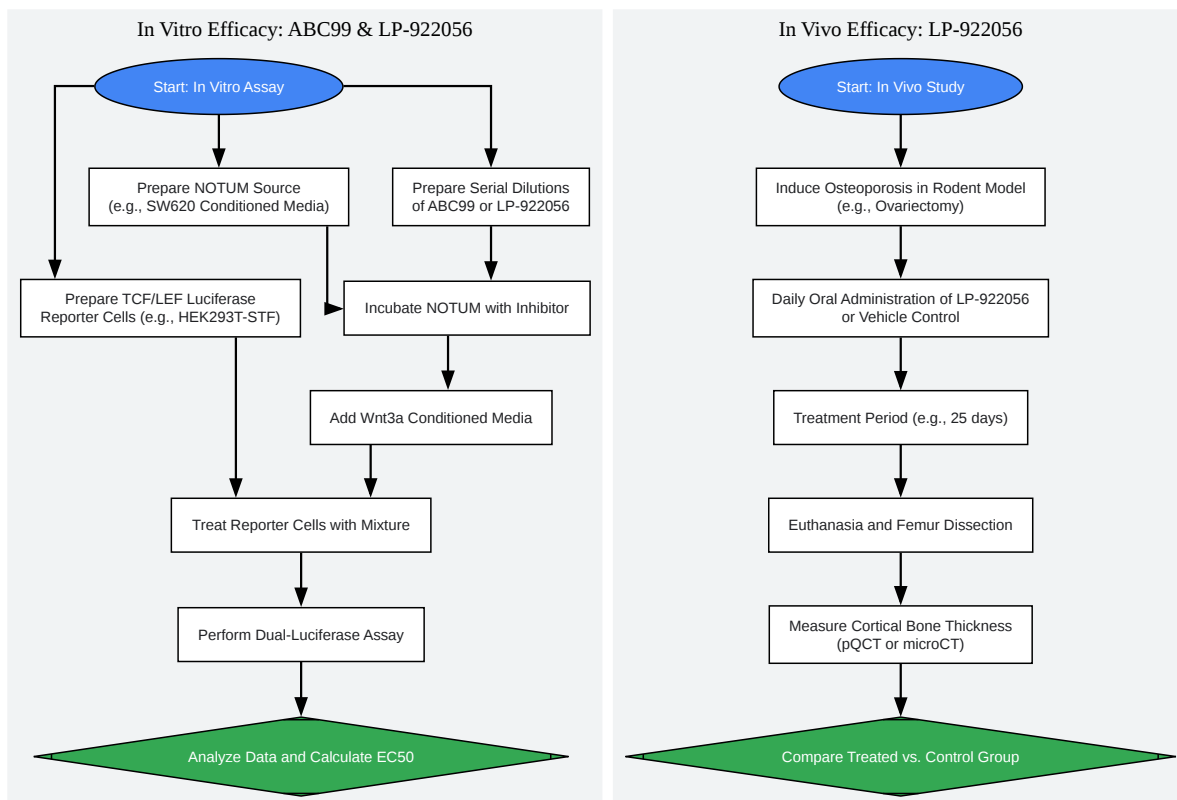 In Vitro Efficacy: ABC99 & LP-922056
Start: In Vitro Assay
Prepare NOTUM Source
(e.g., SW620 Conditioned Media)
Prepare Serial Dilutions
of ABC99 or LP-922056
Prepare TCF/LEF Luciferase
Reporter Cells (e.g., HEK293T-STF)
Incubate NOTUM with Inhibitor
Add Wnt3a Conditioned Media
Treat Reporter Cells with Mixture
Perform Dual-Luciferase Assay
Analyze Data and Calculate EC50
In Vivo Efficacy: LP-922056
Start: In Vivo Study
Induce Osteoporosis in Rodent Model
(e.g., Ovariectomy)
Daily Oral Administration of LP-922056
or Vehicle Control
Treatment Period (e.g., 25 days)
Euthanasia and Femur Dissection
Measure Cortical Bone Thickness
(pQCT or microCT)
Compare Treated vs. Control Group